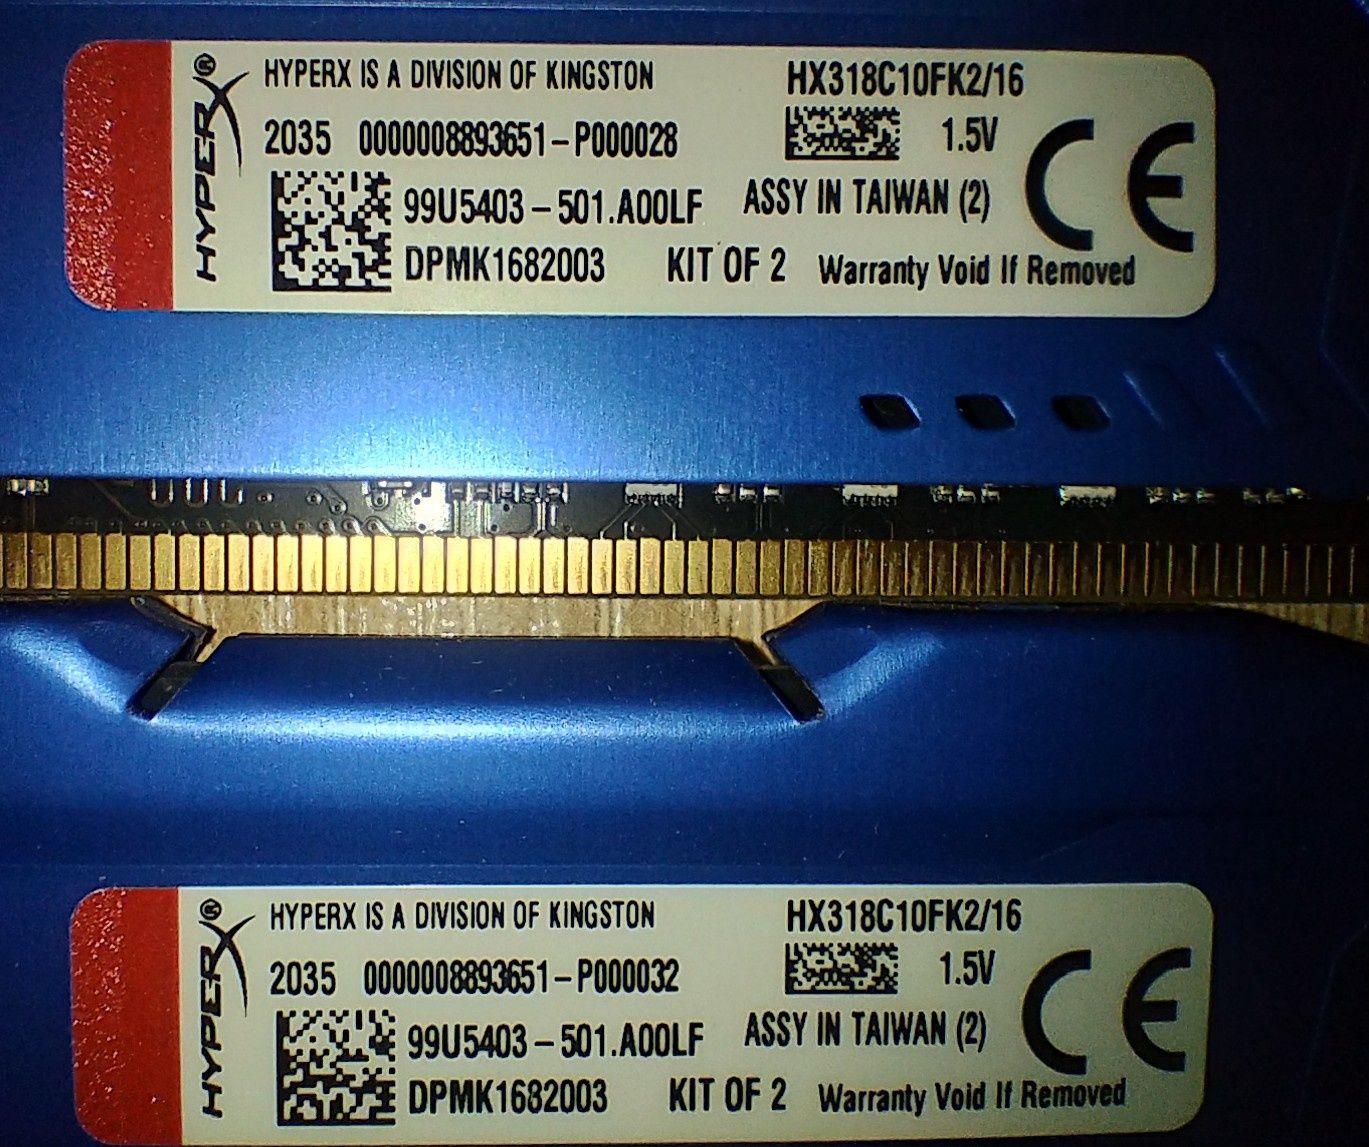 HYPERX®
HYPERX IS A DIVISION OF KINGSTON HX318C10FK2/16
2035 0000008893651-P000028 1.5V
99U5403-501.A00LF ASSY IN TAIWAN (2) CE
DPMK1682003 KIT OF 2 Warranty Void If Removed
HYPERX®
HYPERX IS A DIVISION OF KINGSTON HX318C10FK2/16
2035 0000008893651-P000032 1.5V
99U5403-501.A00LF ASSY IN TAIWAN (2) CE
DPMK1682003 KIT OF 2 Warranty Void If Removed